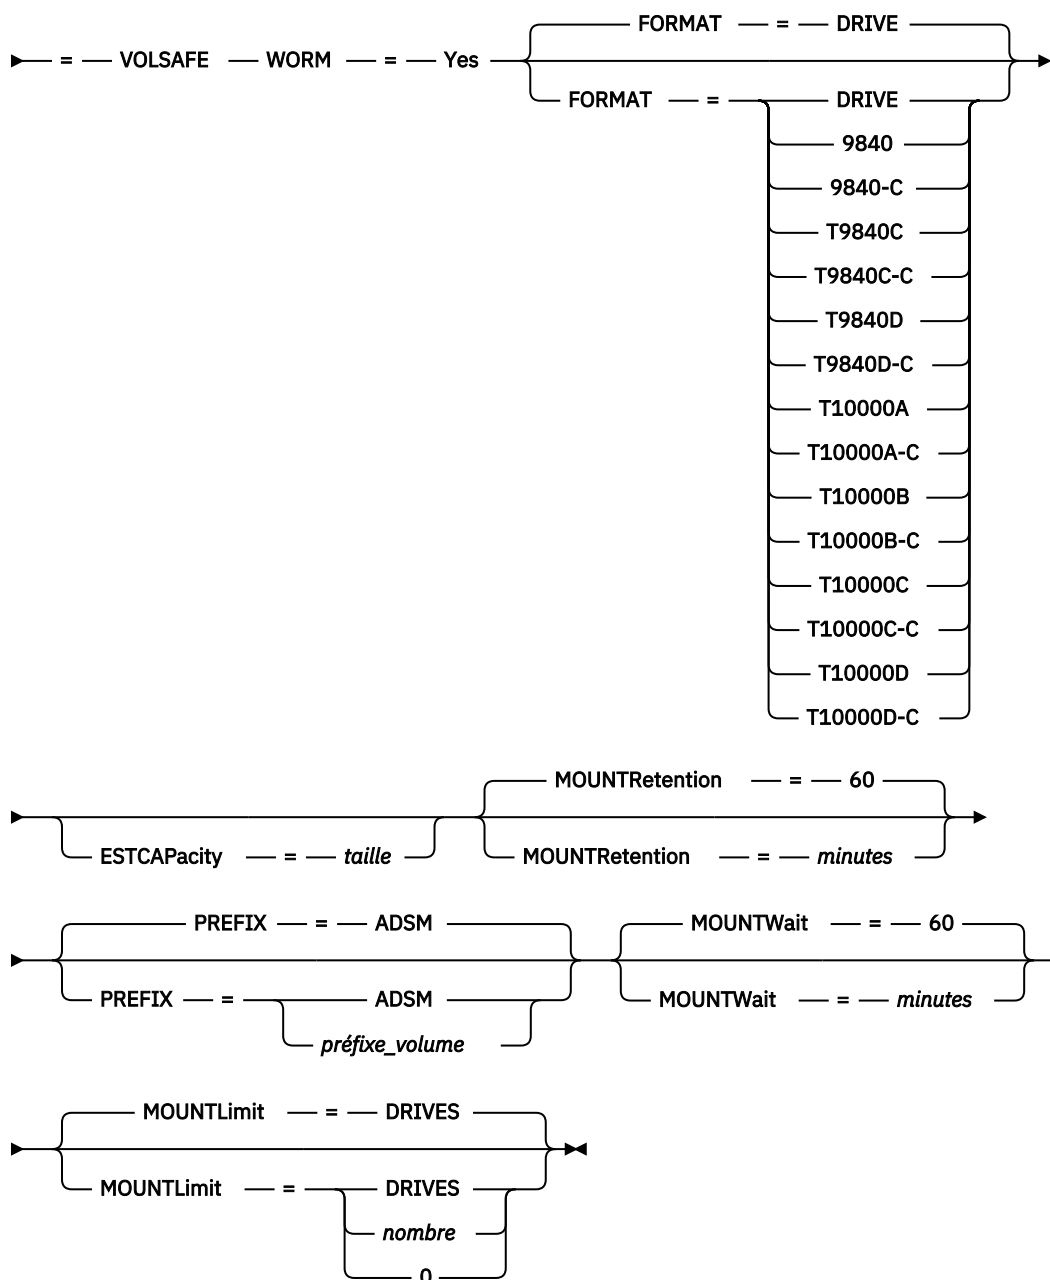 FORMAT = DRIVE
= VOLSAFE WORM = Yes
FORMAT = DRIVE
9840
9840-C
T9840C
T9840C-C
T9840D
T9840D-C
T10000A
T10000A-C
T10000B
T10000B-C
T10000C
T10000C-C
T10000D
T10000D-C
MOUNTRetention = 60
ESTCAPacity = taille MOUNTRetention = minutes
PREFIX = ADSM MOUNTWait = 60
PREFIX = ADSM MOUNTWait = minutes
préfixe_volume
MOUNTLimit = DRIVES
MOUNTLimit = DRIVES
nombre
0